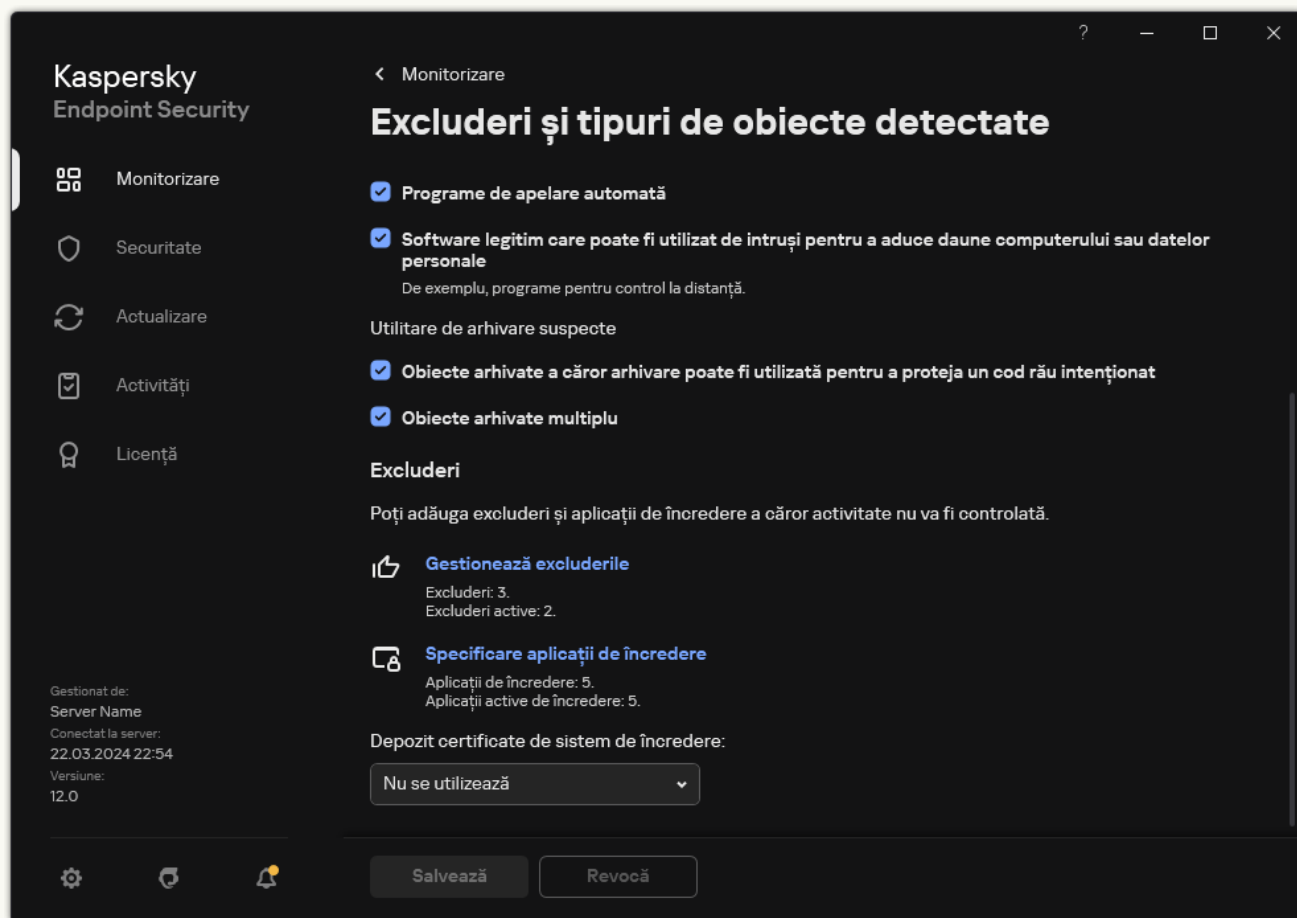 ?
Kaspersky
Endpoint Security
Monitorizare
Securitate
Actualizare
Activități
Licență
Gestionat de:
Server Name
Conectat la server:
22.03.2024 22:54
Versiune:
12.0
Monitorizare
Excluderi și tipuri de obiecte detectate
Programe de apelare automată
Software legitim care poate fi utilizat de intruși pentru a aduce daune computerului sau datelor
personale
De exemplu, programe pentru control la distanță.
Utilitare de arhivare suspecte
Obiecte arhivate a căror arhivare poate fi utilizată pentru a proteja un cod rău intenționat
Obiecte arhivate multiplu
Excluderi
Poți adăuga excluderi și aplicații de încredere a căror activitate nu va fi controlată.
Gestionează excluderile
Excluderi: 3.
Excluderi active: 2.
Specificare aplicații de încredere
Aplicații de încredere: 5.
Aplicații active de încredere: 5.
Depozit certificate de sistem de încredere:
Nu se utilizează
Salvează
Revocă